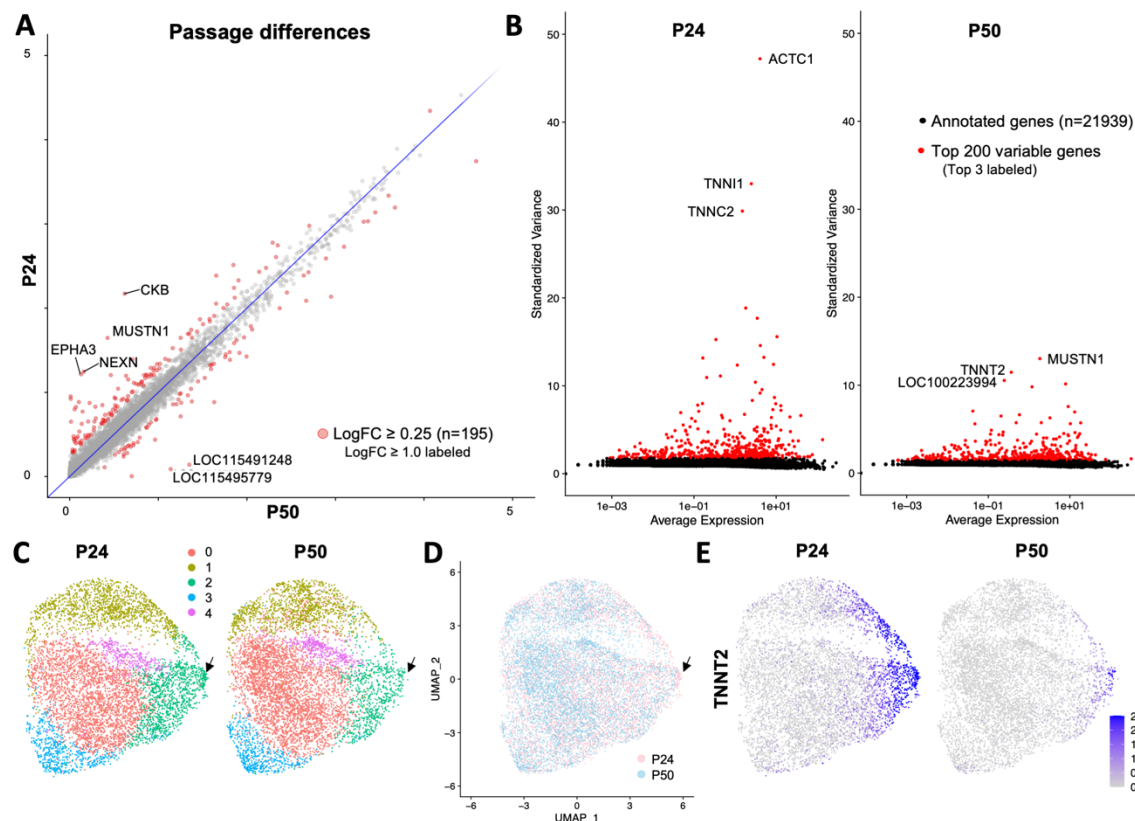 A
Passage differences
5
P24
CKB
MUSTN1
EPHA3
NEXN
LogFC ≥ 0.25 (n=195)
LogFC ≥ 1.0 labeled
LOC115491248
LOC115495779
0
0
P50
5
B
P24
50
40
30
20
10
0
Standardized Variance
ACTC1
TNNI1
TNNC2
1e−03
1e−01
1e+01
Average Expression
P50
50
40
30
20
10
0
Standardized Variance
Annotated genes (n=21939)
Top 200 variable genes
(Top 3 labeled)
TNNT2
MUSTN1
LOC100223994
1e−03
1e−01
1e+01
Average Expression
C
P24
0
1
2
3
4
P50
D
6
3
0
−3
−6
UMAP_2
P24
P50
−6
−3
0
3
6
UMAP_1
E
P24
P50
TNNT2